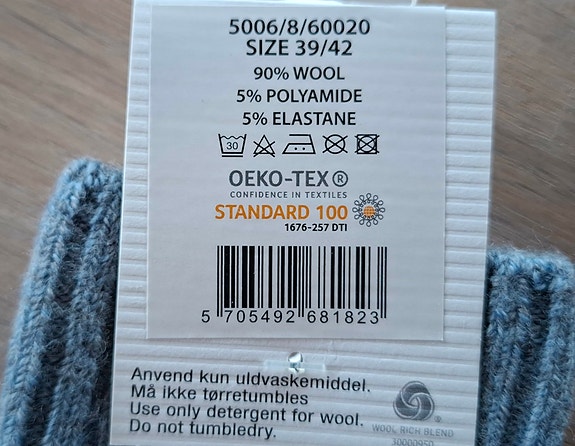 5006/8/60020
SIZE 39/42
90% WOOL
5% POLYAMIDE
5% ELASTANE
30
OEKO-TEX®
CONFIDENCE IN TEXTILES
STANDARD 100
1676-257 DTI
5 705492 681823
Anvend kun uldvaskemiddel.
Må ikke tørretumbles
Use only detergent for wool.
Do not tumbledry.
®
WOOL RICH BLEND
30000950